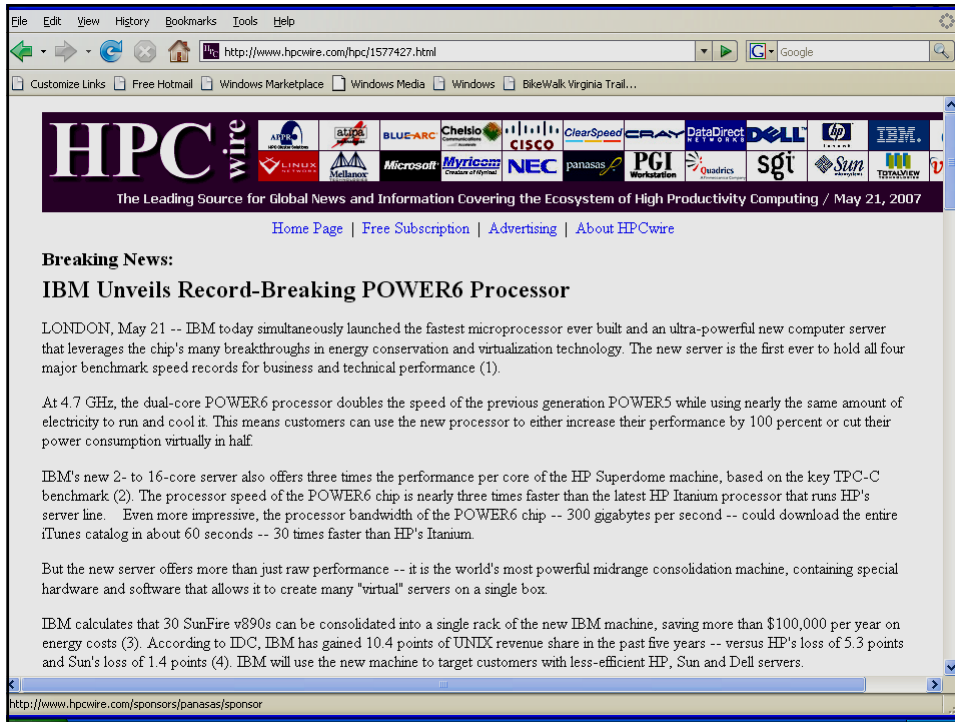 File Edit View History Bookmarks Tools Help
http://www.hpcwire.com/hpc/1577427.html G Google
Customize Links Free Hotmail Windows Marketplace Windows Media Windows BikeWalk Virginia Trail...
HPC wire
APPRO atipa BLUEARC Chelsio Communications CISCO ClearSpeed CRAY DataDirect NETWORKS DELL hp invent IBM.
LINUX NETWORX Mellanox Microsoft Myricom Creators of Myrinet NEC panasas PGI Workstation Quadrics sgi Sun microsystems TOTALVIEW TECHNOLOGIES
The Leading Source for Global News and Information Covering the Ecosystem of High Productivity Computing / May 21, 2007
Home Page | Free Subscription | Advertising | About HPCwire
Breaking News:
IBM Unveils Record-Breaking POWER6 Processor
LONDON, May 21 -- IBM today simultaneously launched the fastest microprocessor ever built and an ultra-powerful new computer server
that leverages the chip's many breakthroughs in energy conservation and virtualization technology. The new server is the first ever to hold all four
major benchmark speed records for business and technical performance (1).
At 4.7 GHz, the dual-core POWER6 processor doubles the speed of the previous generation POWER5 while using nearly the same amount of
electricity to run and cool it. This means customers can use the new processor to either increase their performance by 100 percent or cut their
power consumption virtually in half.
IBM's new 2- to 16-core server also offers three times the performance per core of the HP Superdome machine, based on the key TPC-C
benchmark (2). The processor speed of the POWER6 chip is nearly three times faster than the latest HP Itanium processor that runs HP's
server line. Even more impressive, the processor bandwidth of the POWER6 chip -- 300 gigabytes per second -- could download the entire
iTunes catalog in about 60 seconds -- 30 times faster than HP's Itanium.
But the new server offers more than just raw performance -- it is the world's most powerful midrange consolidation machine, containing special
hardware and software that allows it to create many "virtual" servers on a single box.
IBM calculates that 30 SunFire v890s can be consolidated into a single rack of the new IBM machine, saving more than $100,000 per year on
energy costs (3). According to IDC, IBM has gained 10.4 points of UNIX revenue share in the past five years -- versus HP's loss of 5.3 points
and Sun's loss of 1.4 points (4). IBM will use the new machine to target customers with less-efficient HP, Sun and Dell servers.
http://www.hpcwire.com/sponsors/panasas/sponsor